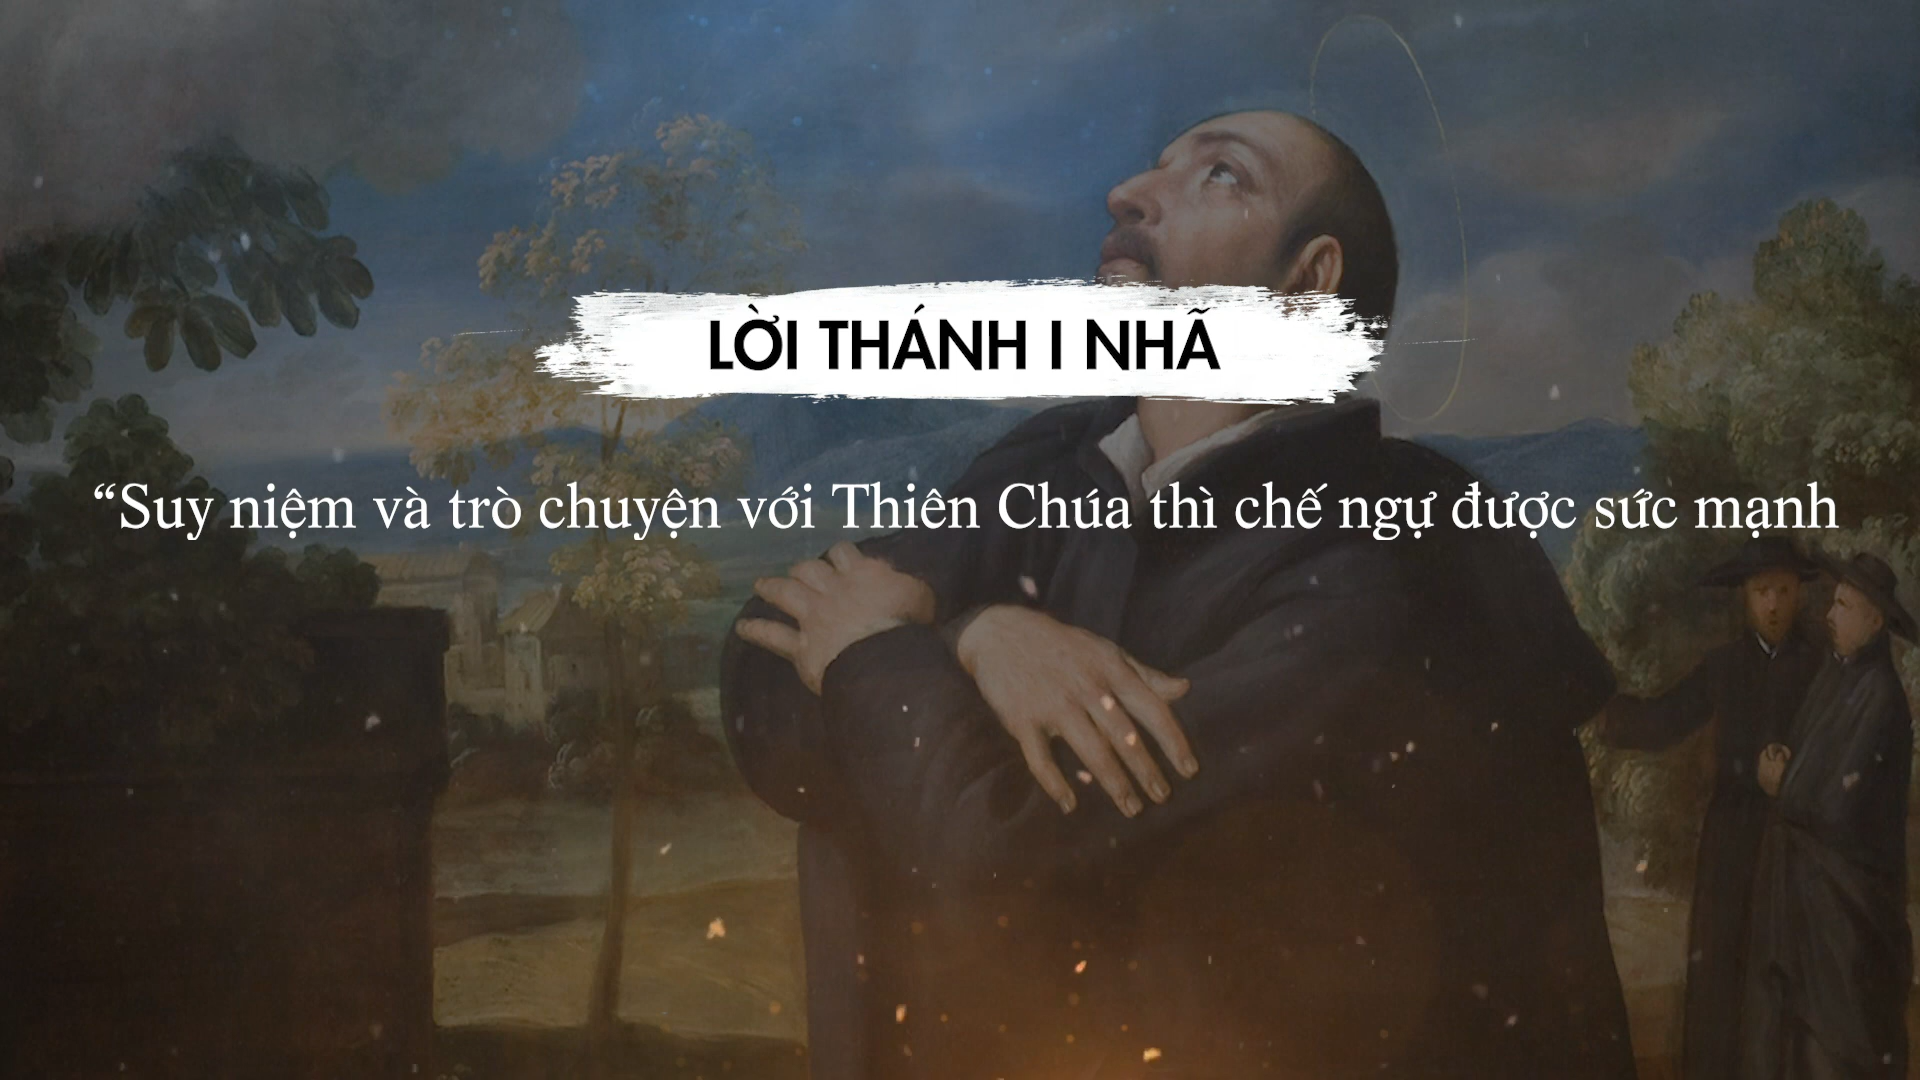 LỜI THÁNH I NHÃ
“Suy niệm và trò chuyện với Thiên Chúa thì chế ngự được sức mạnh